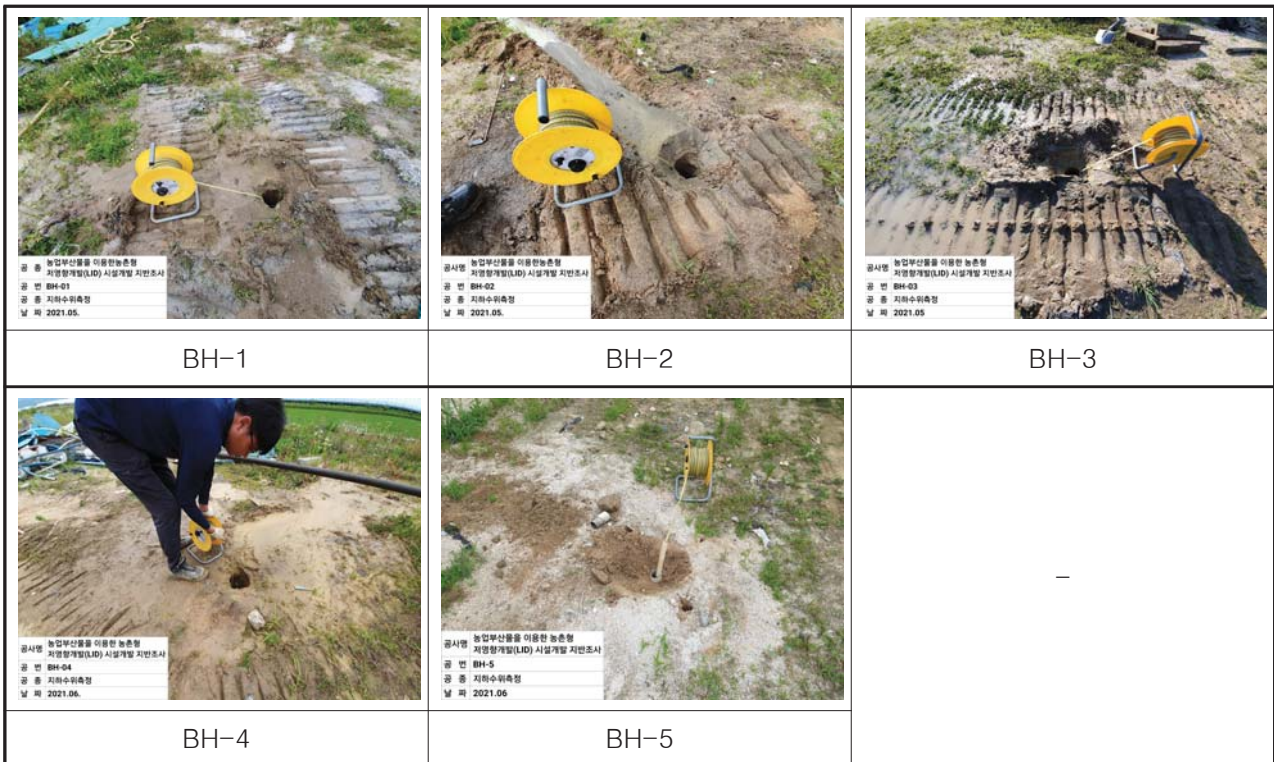 공 종 농업부산물을 이용한농촌형
저영향개발(LID) 시설개발 지반조사
공 번 BH-01
공 종 지하수위측정
날 짜 2021.05.
공사명 농업부산물을 이용한농촌형
저영향개발(LID) 시설개발 지반조사
공 번 BH-02
공 종 지하수위측정
날 짜 2021.05.
공사명 농업부산물을 이용한 농촌형
저영향개발(LID) 시설개발 지반조사
공 번 BH-03
공 종 지하수위측정
날 짜 2021.05
BH-1
BH-2
BH-3
공사명 농업부산물을 이용한 농촌형
저영향개발(LID) 시설개발 지반조사
공 번 BH-04
공 종 지하수위측정
날 짜 2021.06.
공사명 농업부산물을 이용한 농촌형
저영향개발(LID) 시설개발 지반조사
공 번 BH-5
공 종 지하수위측정
날 짜 2021.06
–
BH-4
BH-5